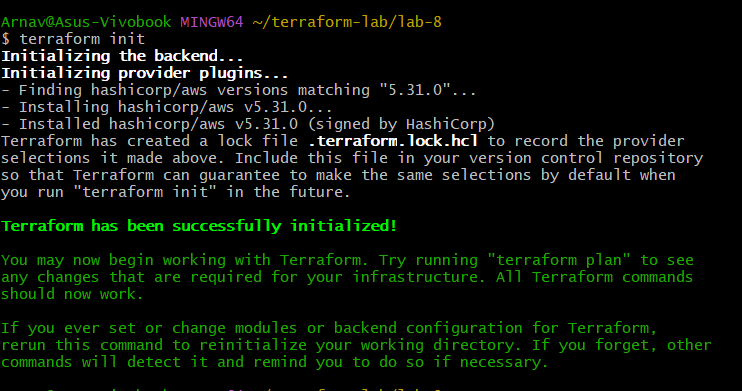 Arnav@Asus-Vivobook MINGW64 ~/terraform-lab/lab-8
$ terraform init
Initializing the backend...
Initializing provider plugins...
- Finding hashicorp/aws versions matching "5.31.0"...
- Installing hashicorp/aws v5.31.0...
- Installed hashicorp/aws v5.31.0 (signed by HashiCorp)
Terraform has created a lock file .terraform.lock.hcl to record the provider
selections it made above. Include this file in your version control repository
so that Terraform can guarantee to make the same selections by default when
you run "terraform init" in the future.
Terraform has been successfully initialized!
You may now begin working with Terraform. Try running "terraform plan" to see
any changes that are required for your infrastructure. All Terraform commands
should now work.
If you ever set or change modules or backend configuration for Terraform,
rerun this command to reinitialize your working directory. If you forget, other
commands will detect it and remind you to do so if necessary.